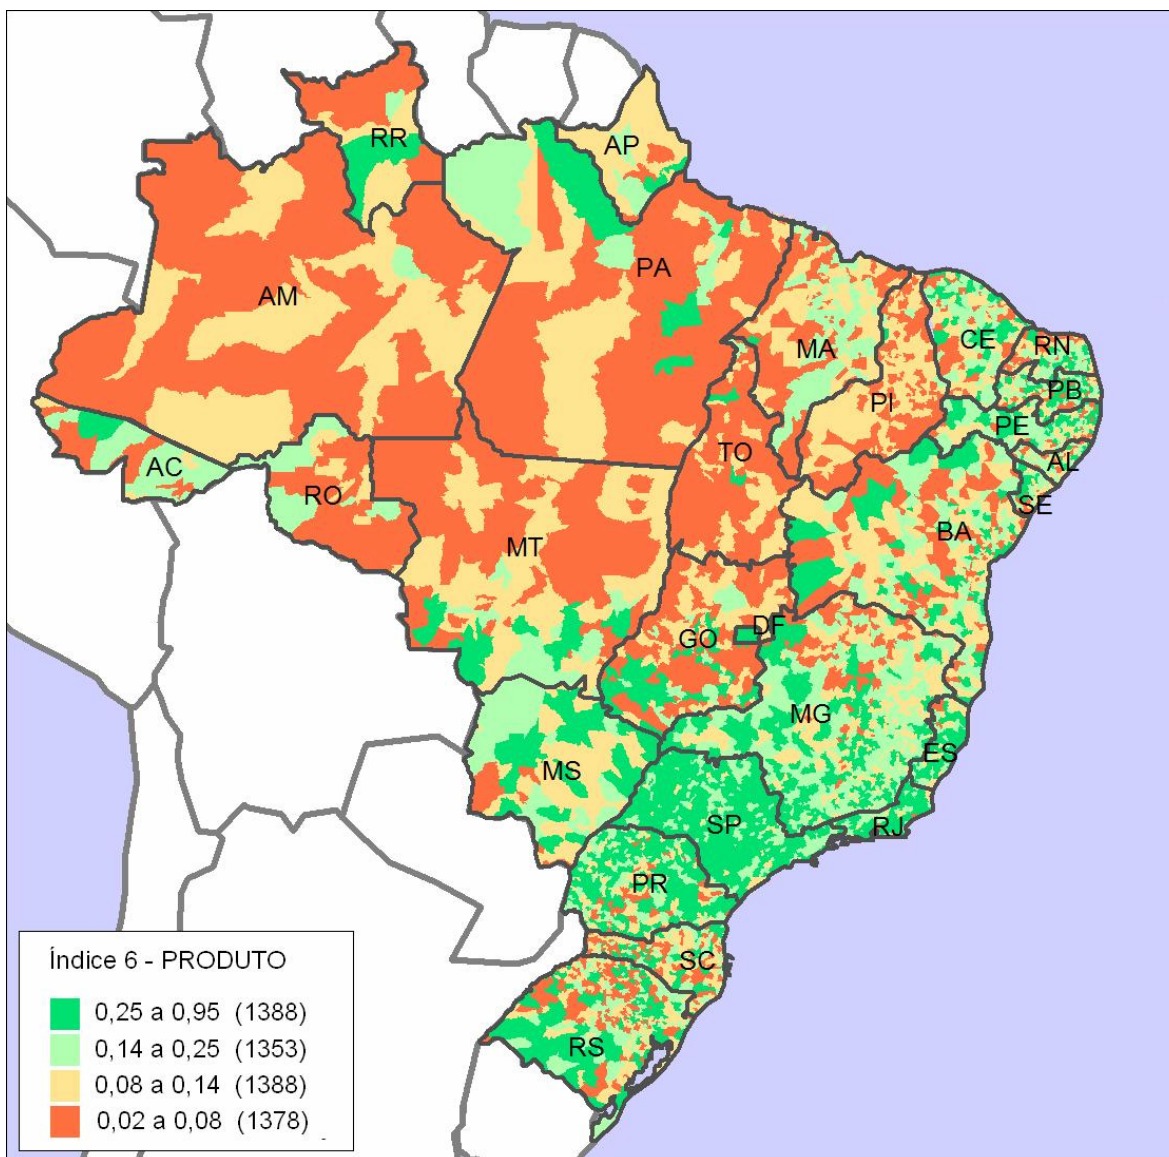 RR
AP
AM
PA
MA
CE
RN
PB
PI
PE
AC
TO
AL
RO
SE
BA
MT
DF
GO
MG
MS
ES
SP
RJ
PR
SC
RS
Índice 6 - PRODUTO
0,25 a 0,95 (1388)
0,14 a 0,25 (1353)
0,08 a 0,14 (1388)
0,02 a 0,08 (1378)